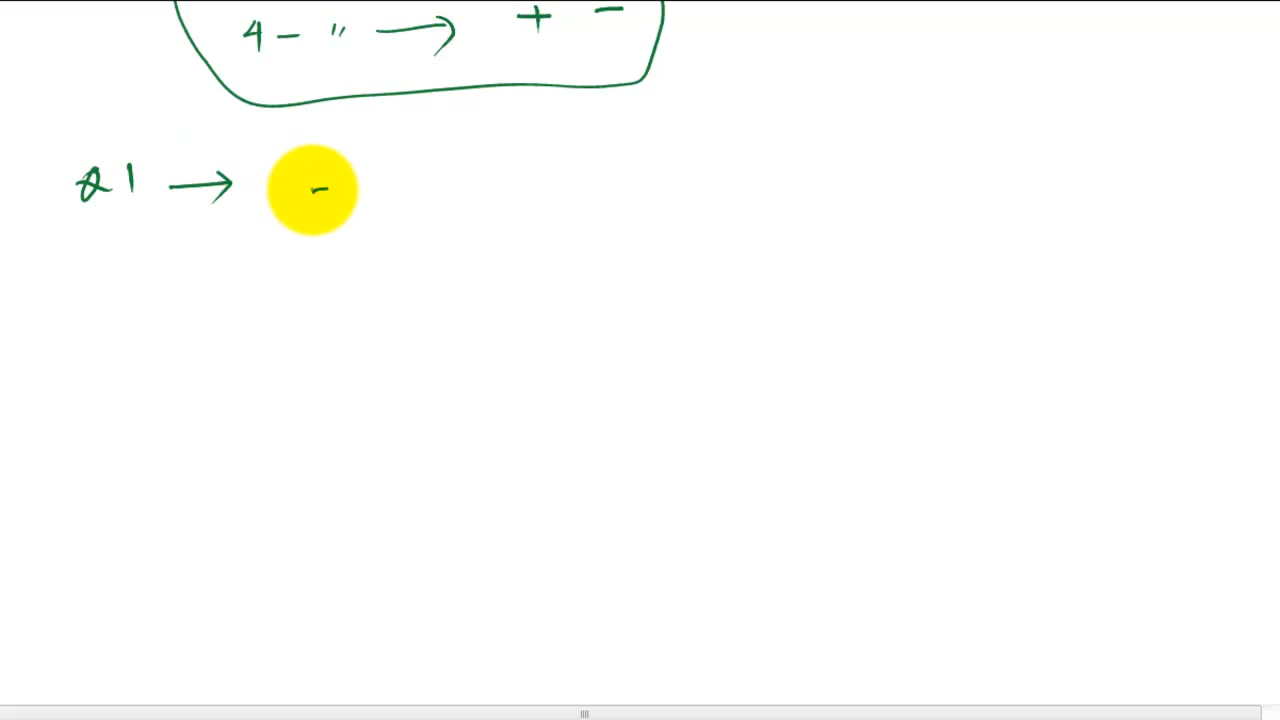 4 - " → + -
Q1 → -